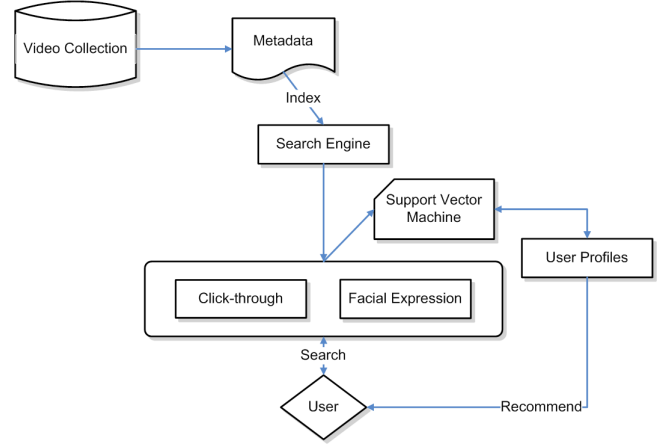 Video Collection
Metadata
Index
Search Engine
Support Vector
Machine
User Profiles
Click-through
Facial Expression
Search
User
Recommend